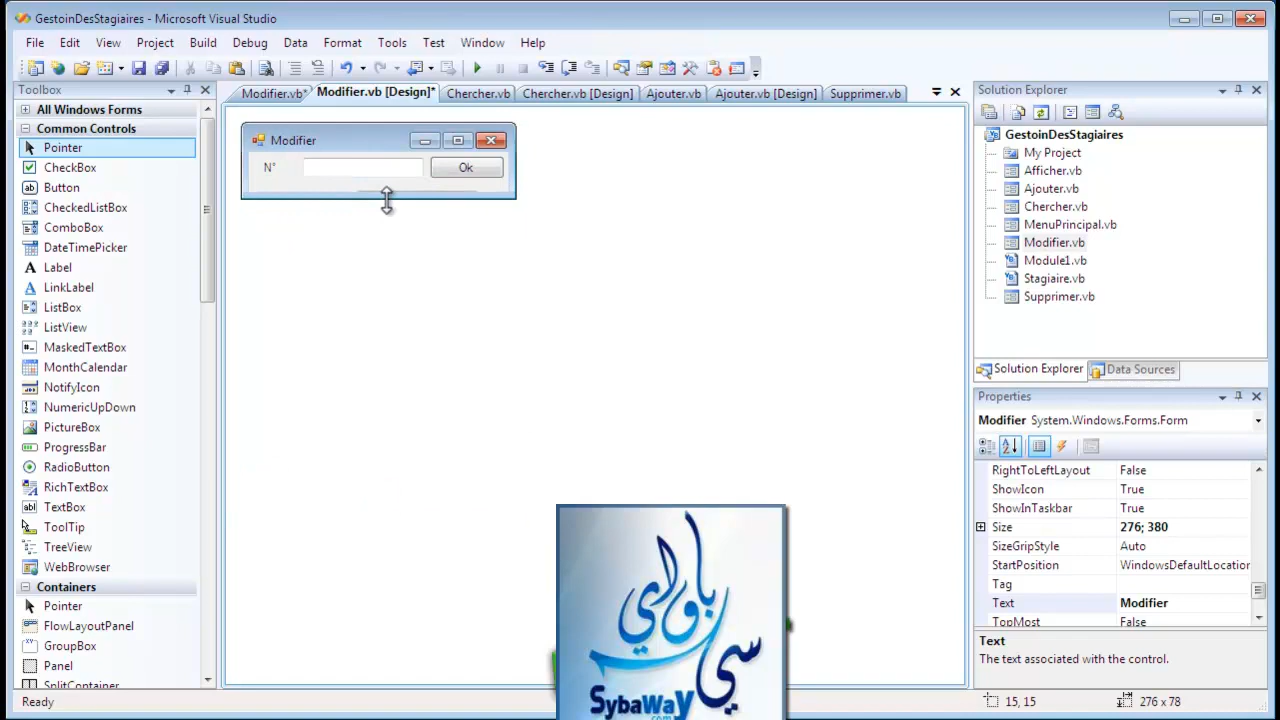 GestoinDesStagiaires - Microsoft Visual Studio
File Edit View Project Build Debug Data Format Tools Test Window Help
Toolbox
Modifier.vb* Modifier.vb [Design]* Chercher.vb Chercher.vb [Design] Ajouter.vb Ajouter.vb [Design] Supprimer.vb
Solution Explorer
All Windows Forms
Common Controls
Pointer
CheckBox
Button
CheckedListBox
ComboBox
DateTimePicker
Label
LinkLabel
ListBox
ListView
MaskedTextBox
MonthCalendar
NotifyIcon
NumericUpDown
PictureBox
ProgressBar
RadioButton
RichTextBox
TextBox
ToolTip
TreeView
WebBrowser
Containers
Pointer
FlowLayoutPanel
GroupBox
Panel
SplitContainer
Modifier
N° Ok
سي باواي
SybaWay
.com
GestoinDesStagiaires
My Project
Afficher.vb
Ajouter.vb
Chercher.vb
MenuPrincipal.vb
Modifier.vb
Module1.vb
Stagiaire.vb
Supprimer.vb
Solution Explorer Data Sources
Properties
Modifier System.Windows.Forms.Form
RightToLeftLayout False
ShowIcon True
ShowInTaskbar True
Size 276; 380
SizeGripStyle Auto
StartPosition WindowsDefaultLocation
Tag
Text Modifier
TopMost False
Text
The text associated with the control.
Ready 15, 15 276 x 78